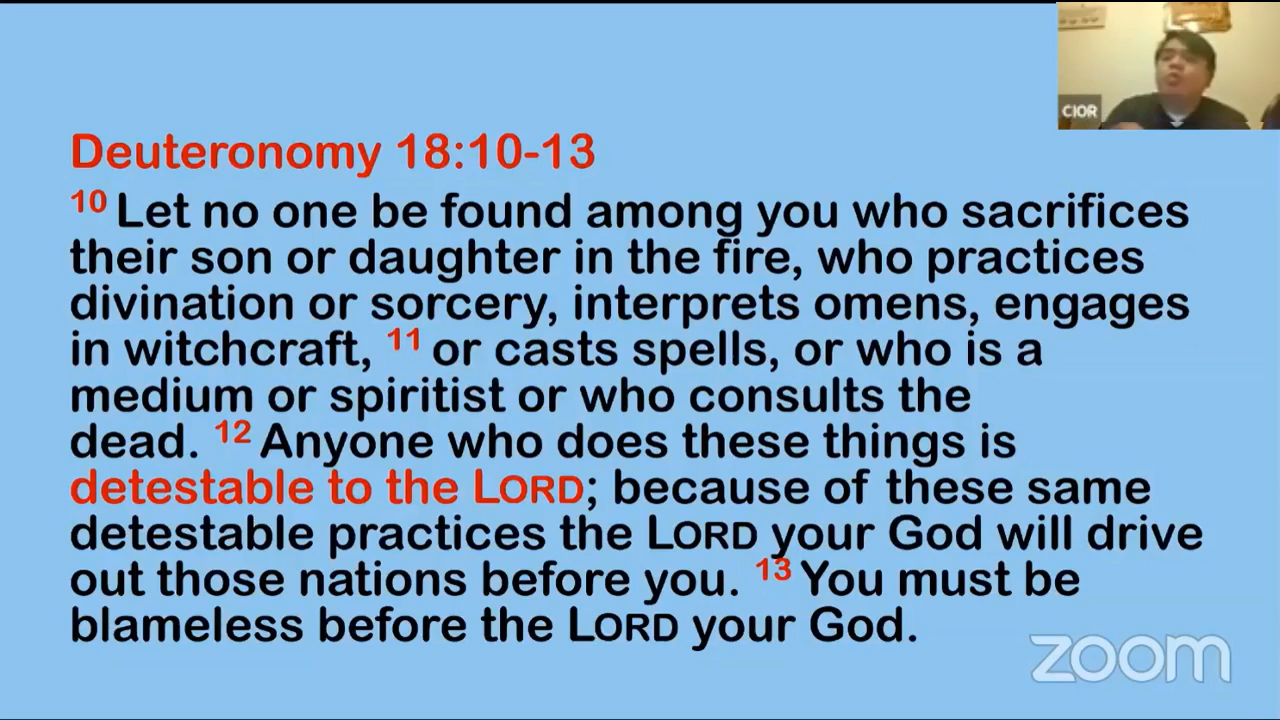 CIOR
Deuteronomy 18:10-13
10 Let no one be found among you who sacrifices
their son or daughter in the fire, who practices
divination or sorcery, interprets omens, engages
in witchcraft, 11 or casts spells, or who is a
medium or spiritist or who consults the
dead. 12 Anyone who does these things is
detestable to the LORD; because of these same
detestable practices the LORD your God will drive
out those nations before you. 13 You must be
blameless before the LORD your God.
zoom